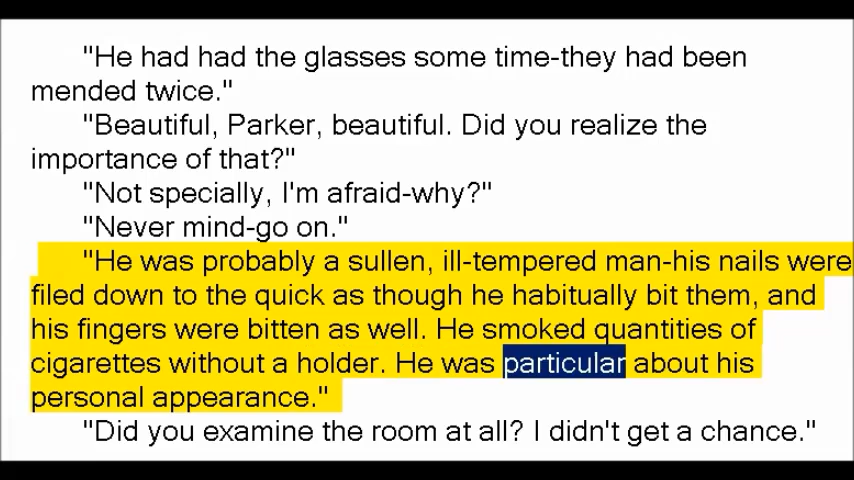 "He had had the glasses some time-they had been
mended twice."
"Beautiful, Parker, beautiful. Did you realize the
importance of that?"
"Not specially, I'm afraid-why?"
"Never mind-go on."
"He was probably a sullen, ill-tempered man-his nails were
filed down to the quick as though he habitually bit them, and
his fingers were bitten as well. He smoked quantities of
cigarettes without a holder. He was particular about his
personal appearance."
"Did you examine the room at all? I didn't get a chance."